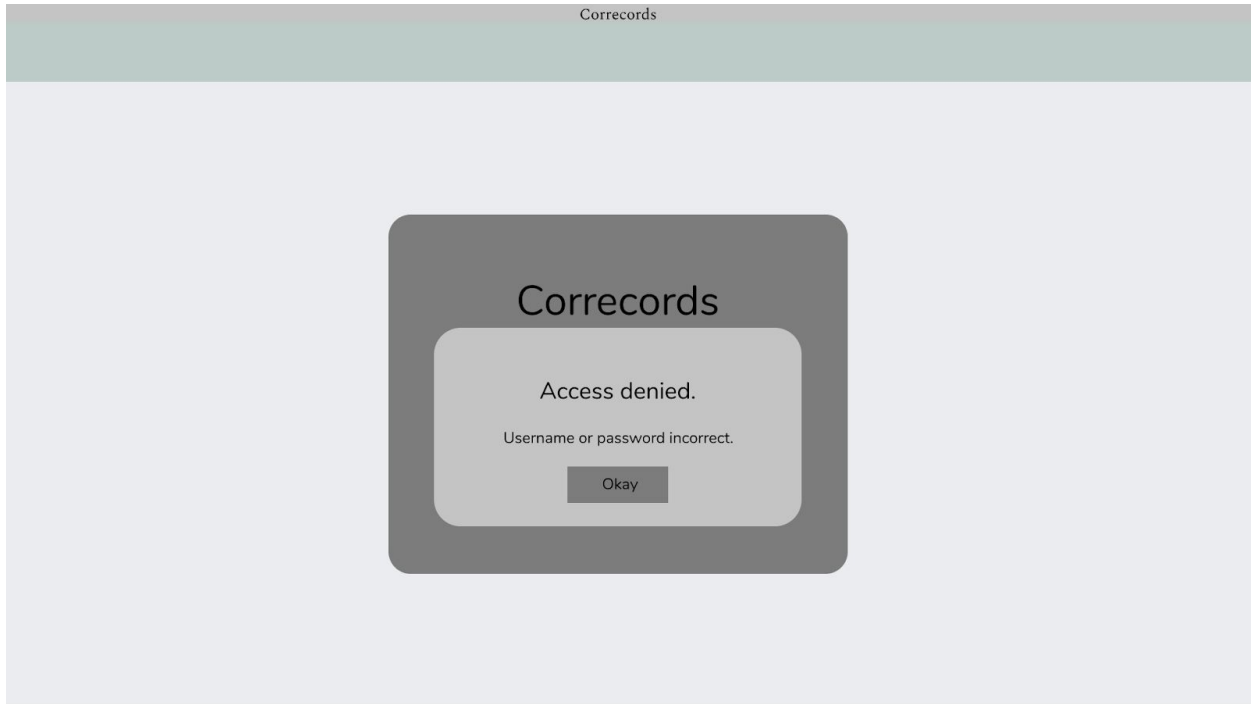 Correcords
Correcords
Access denied.
Username or password incorrect.
Okay